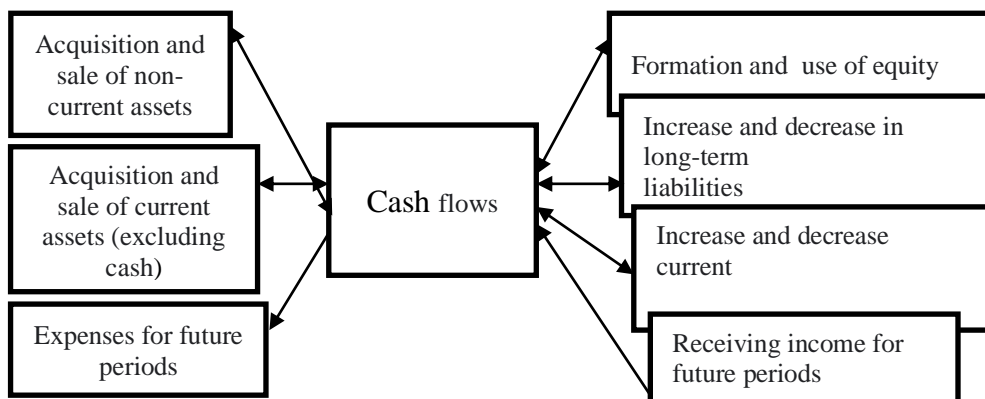 Acquisition and
sale of non-
current assets
Acquisition and
sale of current
assets (excluding
cash)
Expenses for future
periods
Cash flows
Formation and use of equity
Increase and decrease in
long-term
liabilities
Increase and decrease
current
Receiving income for
future periods